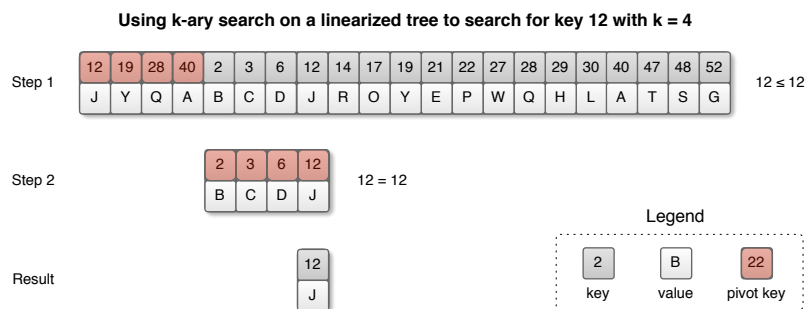 Using k-ary search on a linearized tree to search for key 12 with k = 4
Step 1
12 19 28 40 2 3 6 12 14 17 19 21 22 27 28 29 30 40 47 48 52
J Y Q A B C D J R O Y E P W Q H L A T S G
12 ≤ 12
Step 2
2 3 6 12
B C D J
12 = 12
Result
12
J
Legend
2 B 22
key value pivot key